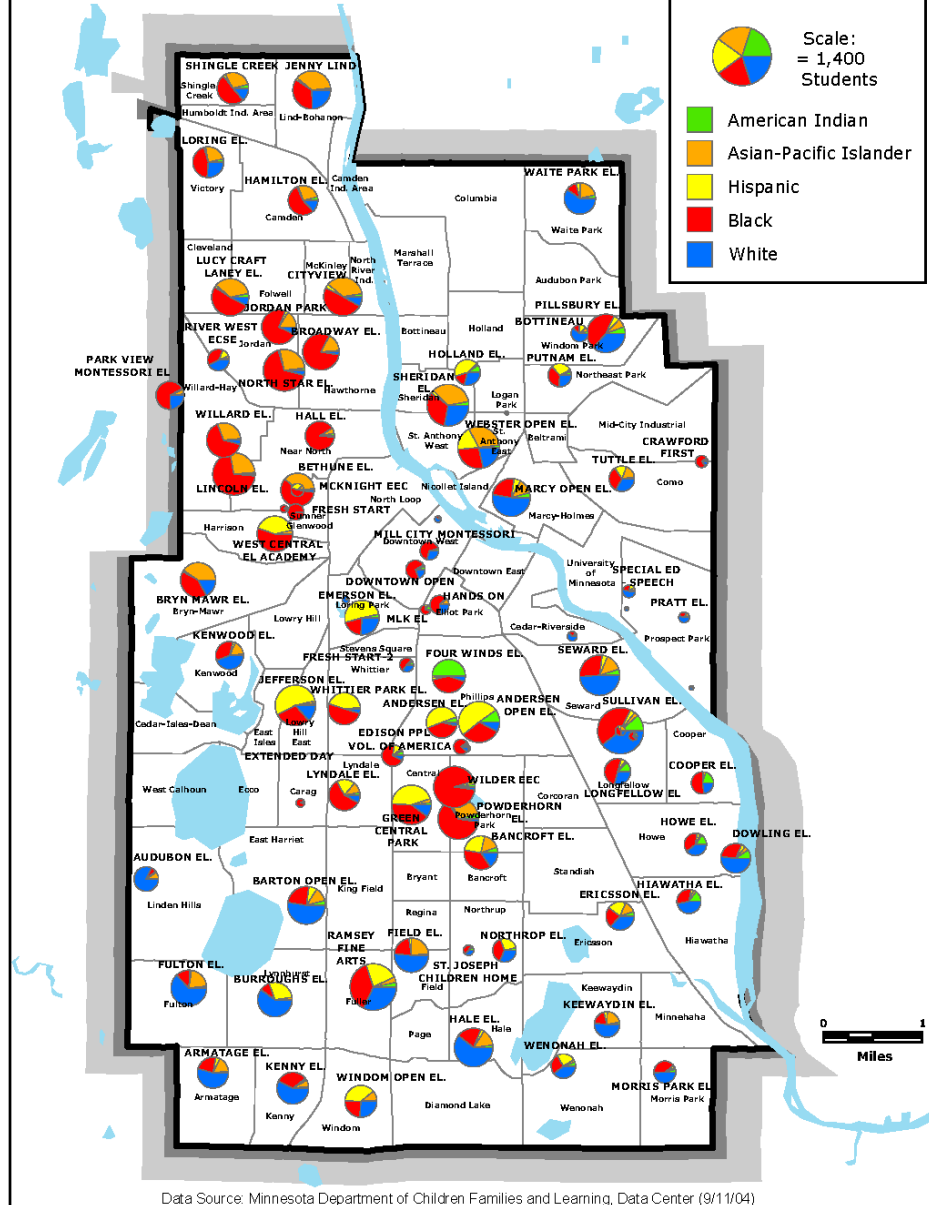 Scale:
= 1,400
Students
American Indian
Asian-Pacific Islander
Hispanic
Black
White
SHINGLE CREEK
JENNY LIND
Shingle
Creek
Humboldt Ind. Area
Lind-Bohanon
LORING EL.
Victory
HAMILTON EL.
Camden
Camden
Ind. Area
Columbia
WAITE PARK EL.
Waite Park
Cleveland
LUCY CRAFT
LANEY EL.
Folwell
McKinley
CITYVIEW
North
River
Ind.
Marshall
Terrace
Audubon Park
JORDAN PARK
RIVER WEST
ECSE
Jordan
BROADWAY EL.
Bottineau
Holland
PILLSBURY EL.
BOTTINEAU
Windom Park
PARK VIEW
MONTESSORI EL
Willard-Hay
NORTH STAR EL.
Hawthorne
HOLLAND EL.
SHERIDAN
EL.
Sheridan
PUTNAM EL.
Northeast Park
Logan
Park
WILLARD EL.
HALL EL.
Near North
St. Anthony
West
WEBSTER OPEN EL.
St.
Anthony
East
Beltrami
Mid-City Industrial
CRAWFORD
FIRST
LINCOLN EL.
BETHUNE EL.
MCKNIGHT EEC
FRESH START
Sumner
Glenwood
North Loop
Nicollet Island
MARCY OPEN EL.
Marcy-Holmes
TUTTLE EL.
Como
Harrison
WEST CENTRAL
EL ACADEMY
MILL CITY MONTESSORI
Downtown West
DOWNTOWN OPEN
Downtown East
University
of
Minnesota
SPECIAL ED
SPEECH
BRYN MAWR EL.
Bryn-Mawr
EMERSON EL.
Loring Park
Lowry Hill
MLK EL
HANDS ON
Elliot Park
Cedar-Riverside
PRATT EL.
Prospect Park
KENWOOD EL.
Kenwood
Stevens Square
FRESH START-2
Whittier
FOUR WINDS EL.
SEWARD EL.
Seward
JEFFERSON EL.
WHITTIER PARK EL.
Phillips
ANDERSEN EL.
ANDERSEN
OPEN EL.
SULLIVAN EL.
Cooper
Cedar-Isles-Dean
East
Isles
Lowry
Hill
East
EDISON PPL
VOL. OF AMERICA
EXTENDED DAY
Lyndale
LYNDALE EL.
Central
WILDER EEC
Corcoran
Longfellow
LONGFELLOW EL
COOPER EL.
West Calhoun
Ecco
Carag
GREEN
CENTRAL
PARK
POWDERHORN
EL.
Powderhorn
Park
BANCROFT EL.
Bancroft
HOWE EL.
Howe
DOWLING EL.
East Harriet
AUDUBON EL.
Linden Hills
King Field
Bryant
Standish
BARTON OPEN EL.
Regina
Northrup
ERICSSON EL.
Ericsson
HIAWATHA EL.
Hiawatha
RAMSEY
FINE
ARTS
Fuller
FIELD EL.
Field
NORTHROP EL.
ST. JOSEPH
CHILDREN HOME
FULTON EL.
Fulton
Lynnhurst
BURROUGHS EL.
Keewaydin
KEEWAYDIN EL.
Minnehaha
Page
HALE EL.
Hale
WENONAH EL.
Wenonah
0
1
Miles
ARMATAGE EL.
Armatage
KENNY EL.
Kenny
WINDOM OPEN EL.
Windom
Diamond Lake
MORRIS PARK EL
Morris Park
Data Source: Minnesota Department of Children Families and Learning, Data Center (9/11/04)